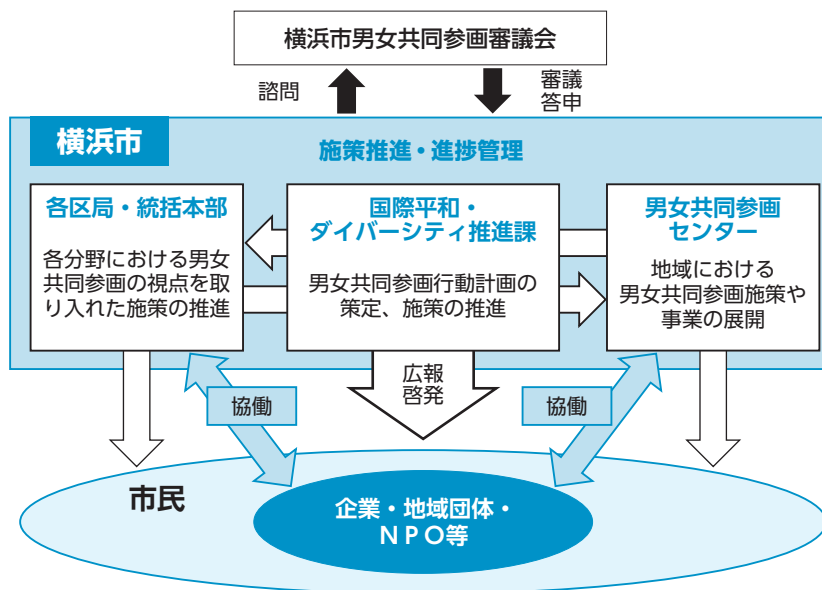 横浜市男女共同参画審議会
諮問
審議
答申
横浜市
施策推進・進捗管理
各区局・統括本部
各分野における男女
共同参画の視点を取
り入れた施策の推進
国際平和・
ダイバーシティ推進課
男女共同参画行動計画の
策定、施策の推進
男女共同参画
センター
地域における
男女共同参画施策や
事業の展開
広報
啓発
協働
協働
市民
企業・地域団体・
ＮＰＯ等